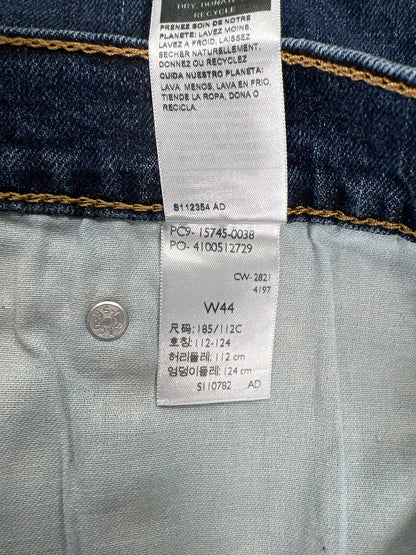 DRY, DONATE
RECYCLE
PRENEZ SOIN DE NOTRE
PLANETE: LAVEZ MOINS,
LAVEZ A FROID, LAISSEZ
SECHER NATURELLEMENT,
DONNEZ OU RECYCLEZ
CUIDA NUESTRO PLANETA:
LAVA MENOS, LAVA EN FRIO,
TIENDE LA ROPA, DONA O
RECICLA.
S112354 AD
PC9- 15745-0038
PO- 4100512729
CW- 2821
4197
W44
尺码: 185/112C
호칭: 112-124
허리둘레: 112 cm
엉덩이둘레: 124 cm
S110782 AD